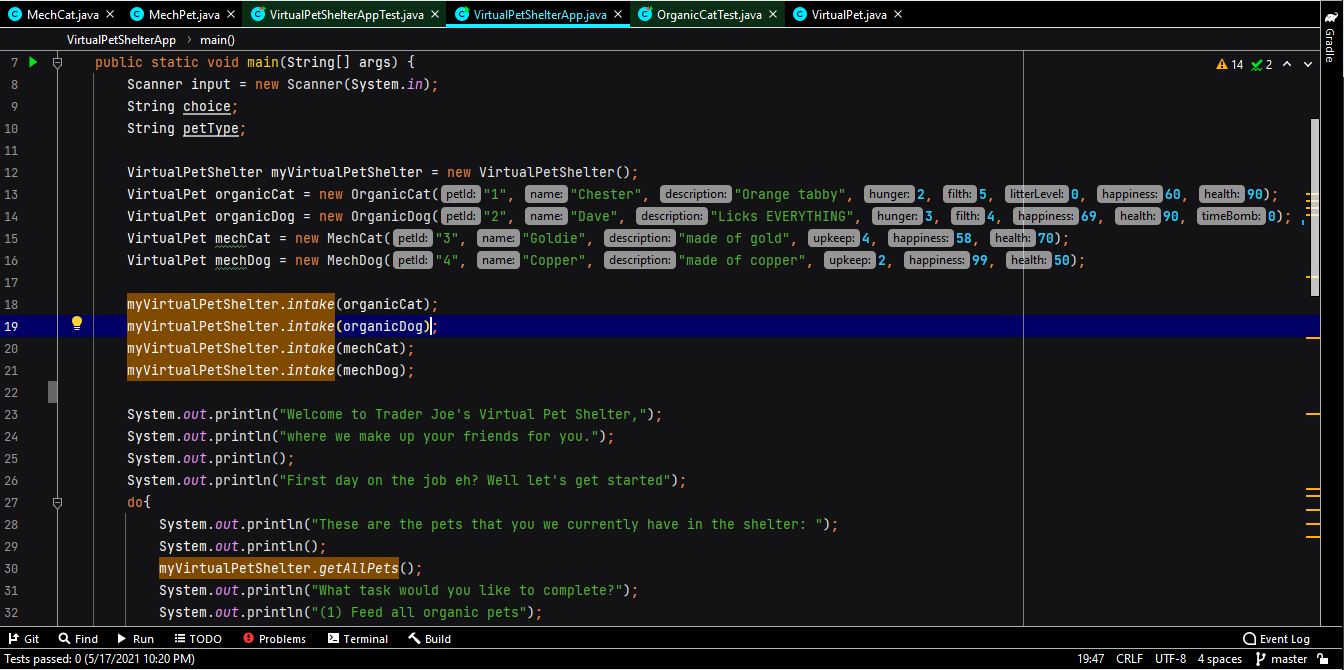 MechCat.java MechPet.java VirtualPetShelterAppTest.java VirtualPetShelterApp.java OrganicCatTest.java VirtualPet.java
VirtualPetShelterApp main()
Gradle
14 2
7 public static void main(String[] args) {
8 Scanner input = new Scanner(System.in);
9 String choice;
10 String petType;
11
12 VirtualPetShelter myVirtualPetShelter = new VirtualPetShelter();
13 VirtualPet organicCat = new OrganicCat( petId: "1", name: "Chester", description: "Orange tabby", hunger: 2, filth: 5, litterLevel: 0, happiness: 60, health: 90);
14 VirtualPet organicDog = new OrganicDog( petId: "2", name: "Dave", description: "Licks EVERYTHING", hunger: 3, filth: 4, happiness: 69, health: 90, timeBomb: 0);
15 VirtualPet mechCat = new MechCat( petId: "3", name: "Goldie", description: "made of gold", upkeep: 4, happiness: 58, health: 70);
16 VirtualPet mechDog = new MechDog( petId: "4", name: "Copper", description: "made of copper", upkeep: 2, happiness: 99, health: 50);
17
18 myVirtualPetShelter.intake(organicCat);
19 myVirtualPetShelter.intake(organicDog);
20 myVirtualPetShelter.intake(mechCat);
21 myVirtualPetShelter.intake(mechDog);
22
23 System.out.println("Welcome to Trader Joe's Virtual Pet Shelter,");
24 System.out.println("where we make up your friends for you.");
25 System.out.println();
26 System.out.println("First day on the job eh? Well let's get started");
27 do{
28 System.out.println("These are the pets that you we currently have in the shelter: ");
29 System.out.println();
30 myVirtualPetShelter.getAllPets();
31 System.out.println("What task would you like to complete?");
32 System.out.println("(1) Feed all organic pets");
Git Find Run TODO Problems Terminal Build Event Log
Tests passed: 0 (5/17/2021 10:20 PM) 19:47 CRLF UTF-8 4 spaces master